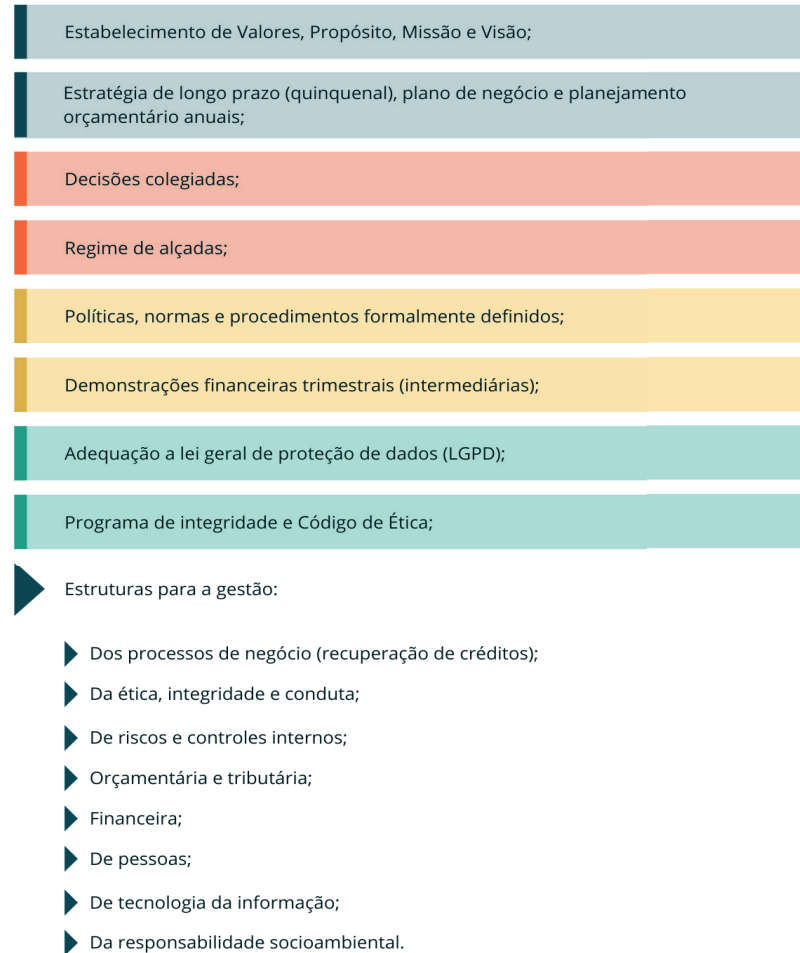 Estabelecimento de Valores, Propósito, Missão e Visão;
Estratégia de longo prazo (quinquenal), plano de negócio e planejamento
orçamentário anuais;
Decisões colegiadas;
Regime de alçadas;
Políticas, normas e procedimentos formalmente definidos;
Demonstrações financeiras trimestrais (intermediárias);
Adequação a lei geral de proteção de dados (LGPD);
Programa de integridade e Código de Ética;
Estruturas para a gestão:
Dos processos de negócio (recuperação de créditos);
Da ética, integridade e conduta;
De riscos e controles internos;
Orçamentária e tributária;
Financeira;
De pessoas;
De tecnologia da informação;
Da responsabilidade socioambiental.